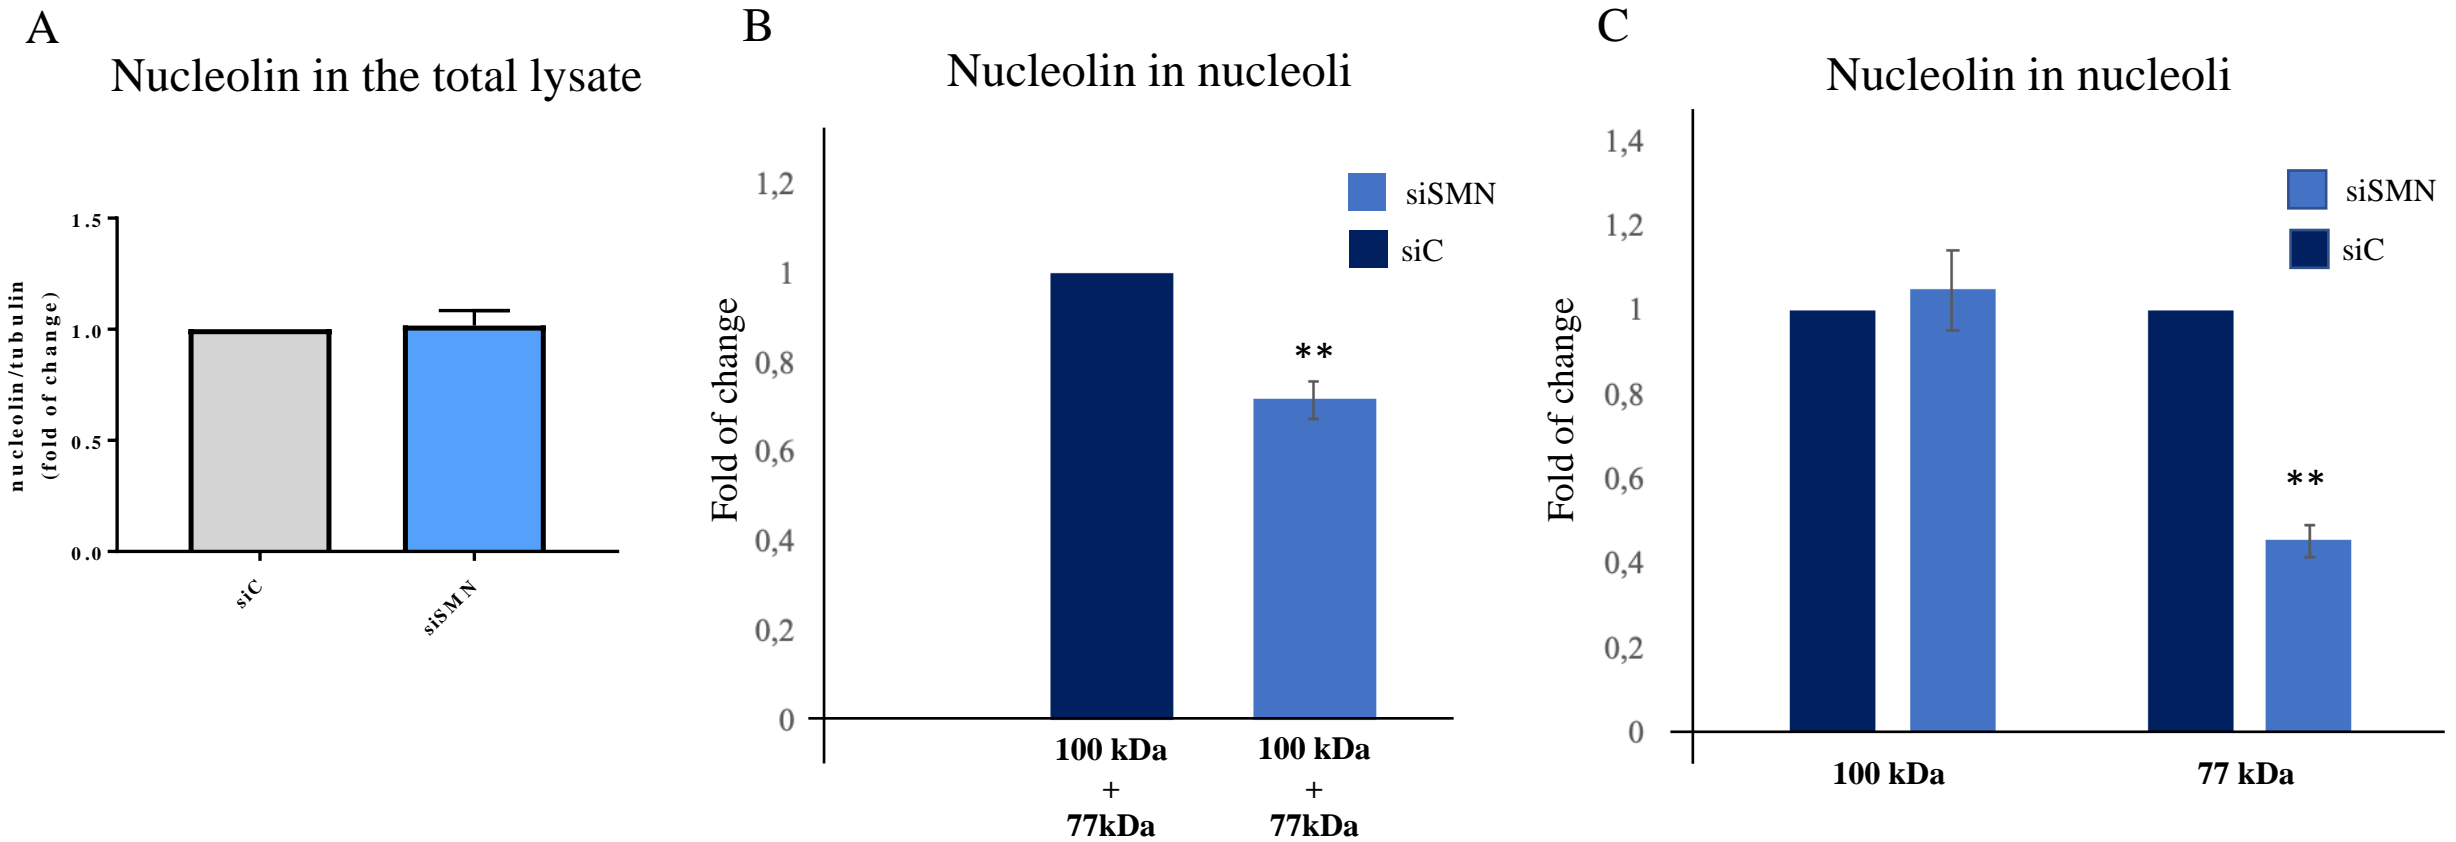 A
Nucleolin in the total lysate
nucleolin/tubulin
(fold of change)
1.5
1.0
0.5
0.0
siC
siSMN
B
Nucleolin in nucleoli
Fold of change
1,2
1
0,8
0,6
0,4
0,2
0
siSMN
siC
**
100 kDa
+
77kDa
100 kDa
+
77kDa
C
Nucleolin in nucleoli
Fold of change
1,4
1,2
1
0,8
0,6
0,4
0,2
0
siSMN
siC
**
100 kDa
77 kDa